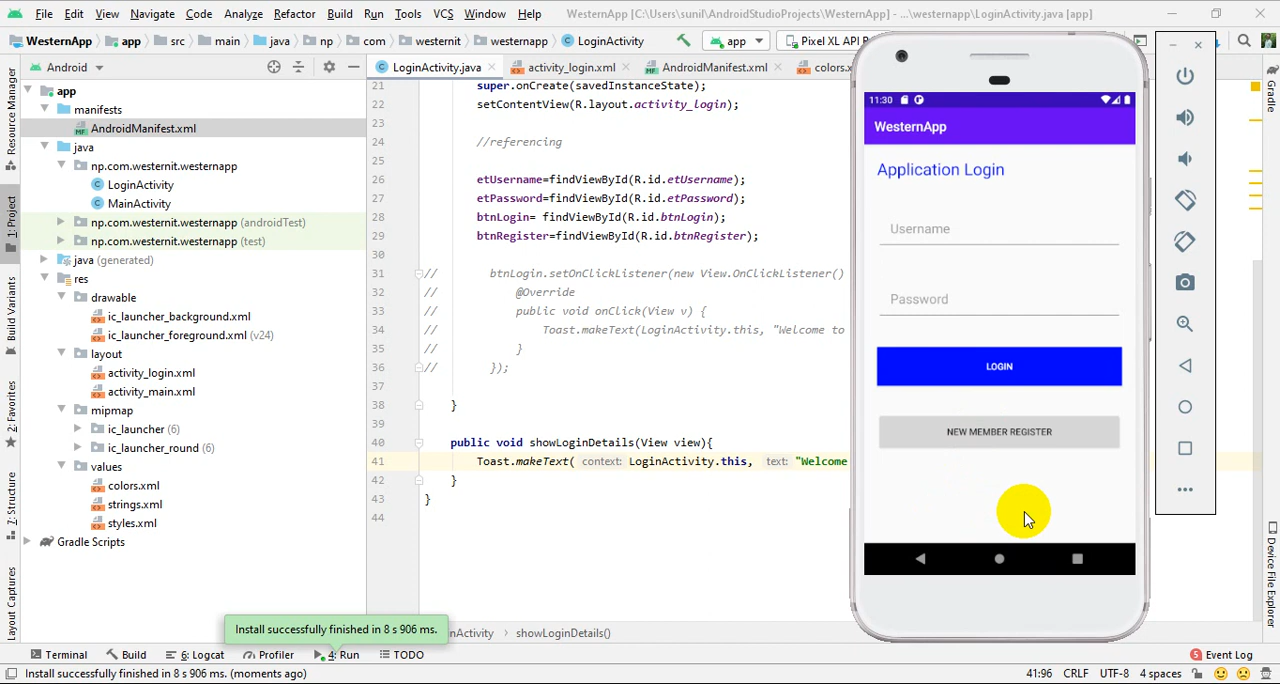 File Edit View Navigate Code Analyze Refactor Build Run Tools VCS Window Help WesternApp [C:\Users\sunil\AndroidStudioProjects\WesternApp] - ...\westernapp\LoginActivity.java [app]
WesternApp app src main java np com westernit westernapp LoginActivity app Pixel XL API
Android
LoginActivity.java activity_login.xml AndroidManifest.xml
app
manifests
AndroidManifest.xml
java
np.com.westernit.westernapp
LoginActivity
MainActivity
np.com.westernit.westernapp (androidTest)
np.com.westernit.westernapp (test)
java (generated)
res
drawable
ic_launcher_background.xml
ic_launcher_foreground.xml (v24)
layout
activity_login.xml
activity_main.xml
mipmap
ic_launcher (6)
ic_launcher_round (6)
values
colors.xml
strings.xml
styles.xml
Gradle Scripts
Resource Manager
1: Project
Build Variants
2: Favorites
7: Structure
Layout Captures
21 super.onCreate(savedInstanceState);
22 setContentView(R.layout.activity_login);
23
24 //referencing
25
26 etUsername=findViewById(R.id.etUsername);
27 etPassword=findViewById(R.id.etPassword);
28 btnLogin= findViewById(R.id.btnLogin);
29 btnRegister=findViewById(R.id.btnRegister);
30
31 // btnLogin.setOnClickListener(new View.OnClickListener()
32 // @Override
33 // public void onClick(View v) {
34 // Toast.makeText(LoginActivity.this, "Welcome to
35 // }
36 // });
37
38 }
39
40 public void showLoginDetails(View view){
41 Toast.makeText( context: LoginActivity.this, text: "Welcome
42 }
43 }
44
11:30
WesternApp
Application Login
Username
Password
LOGIN
NEW MEMBER REGISTER
Gradle
Device File Explorer
Install successfully finished in 8 s 906 ms.
showLoginDetails()
Terminal Build 6: Logcat Profiler 4: Run TODO 5 Event Log
Install successfully finished in 8 s 906 ms. (moments ago) 41:96 CRLF UTF-8 4 spaces